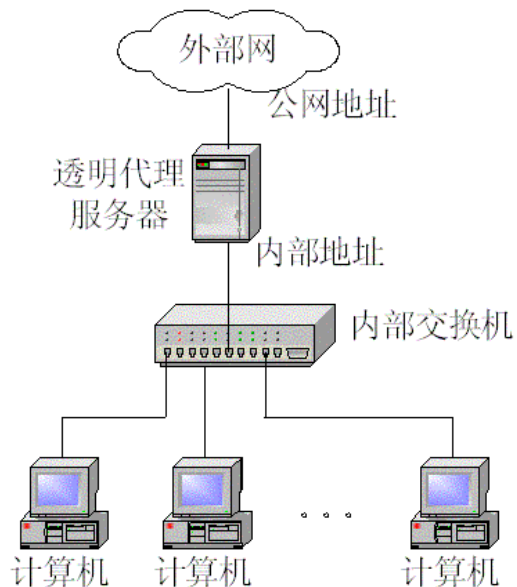 外部网
公网地址
透明代理
服务器
内部地址
内部交换机
计算机
计算机
计算机